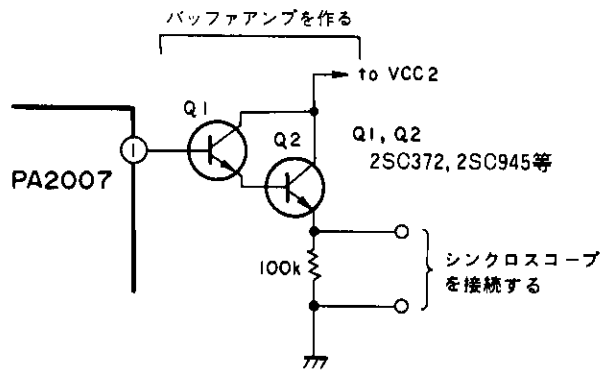 バッファアンプを作る
to VCC2
Q1
Q2
Q1, Q2
2SC372, 2SC945等
1
PA2007
100k
シンクロスコープ
を接続する